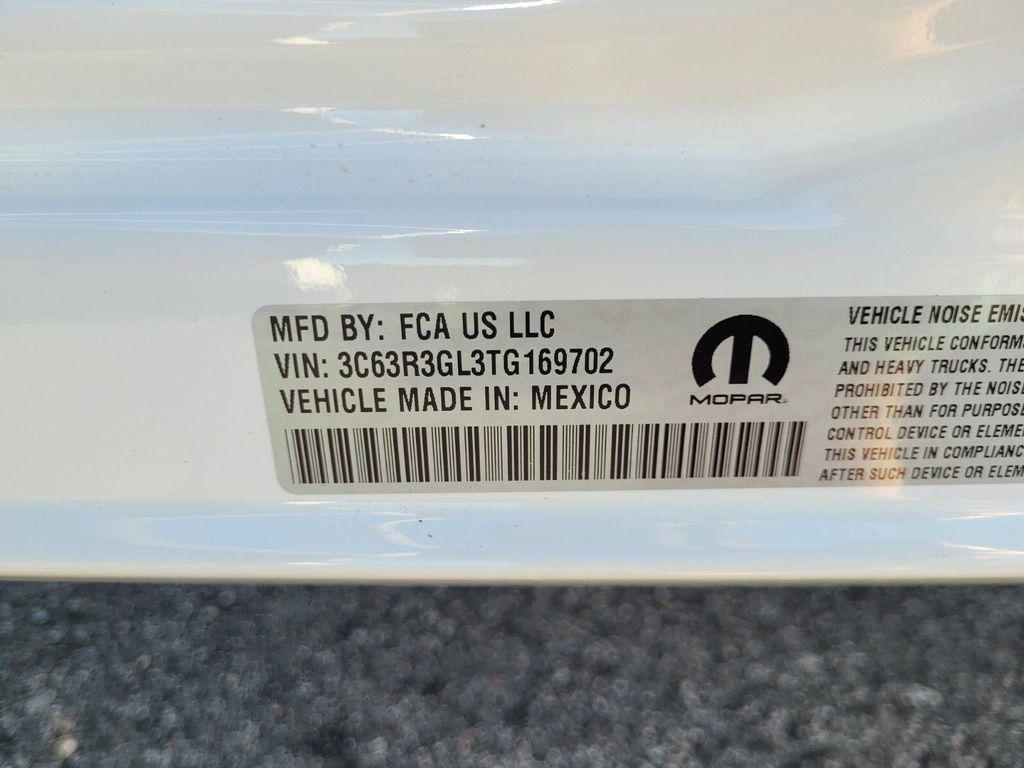 MFD BY: FCA US LLC
VIN: 3C63R3GL3TG169702
VEHICLE MADE IN: MEXICO
MOPAR
VEHICLE NOISE EMIS
THIS VEHICLE CONFORM
AND HEAVY TRUCKS. THE
PROHIBITED BY THE NOISE
OTHER THAN FOR PURPOSE
CONTROL DEVICE OR ELEME
THIS VEHICLE IN COMPLIANC
AFTER SUCH DEVICE OR ELEM